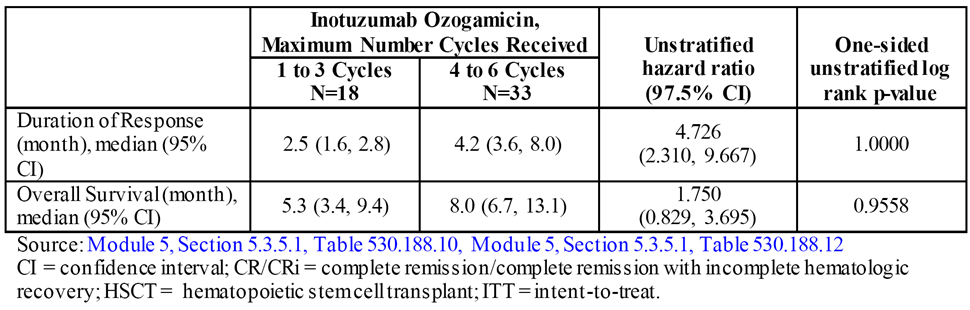 Inotuzumab Ozogamicin,
Maximum Number Cycles Received
Unstratified
hazard ratio
(97.5% CI)
One-sided
unstratified log
rank p-value
1 to 3 Cycles
N=18
4 to 6 Cycles
N=33
Duration of Response
(month), median (95%
CI)
2.5 (1.6, 2.8)
4.2 (3.6, 8.0)
4.726
(2.310, 9.667)
1.0000
Overall Survival (month),
median (95% CI)
5.3 (3.4, 9.4)
8.0 (6.7, 13.1)
1.750
(0.829, 3.695)
0.9558
Source: Module 5, Section 5.3.5.1, Table 530.188.10, Module 5, Section 5.3.5.1, Table 530.188.12
CI = confidence interval; CR/CRi = complete remission/complete remission with incomplete hematologic
recovery; HSCT = hematopoietic stem cell transplant; ITT = intent-to-treat.